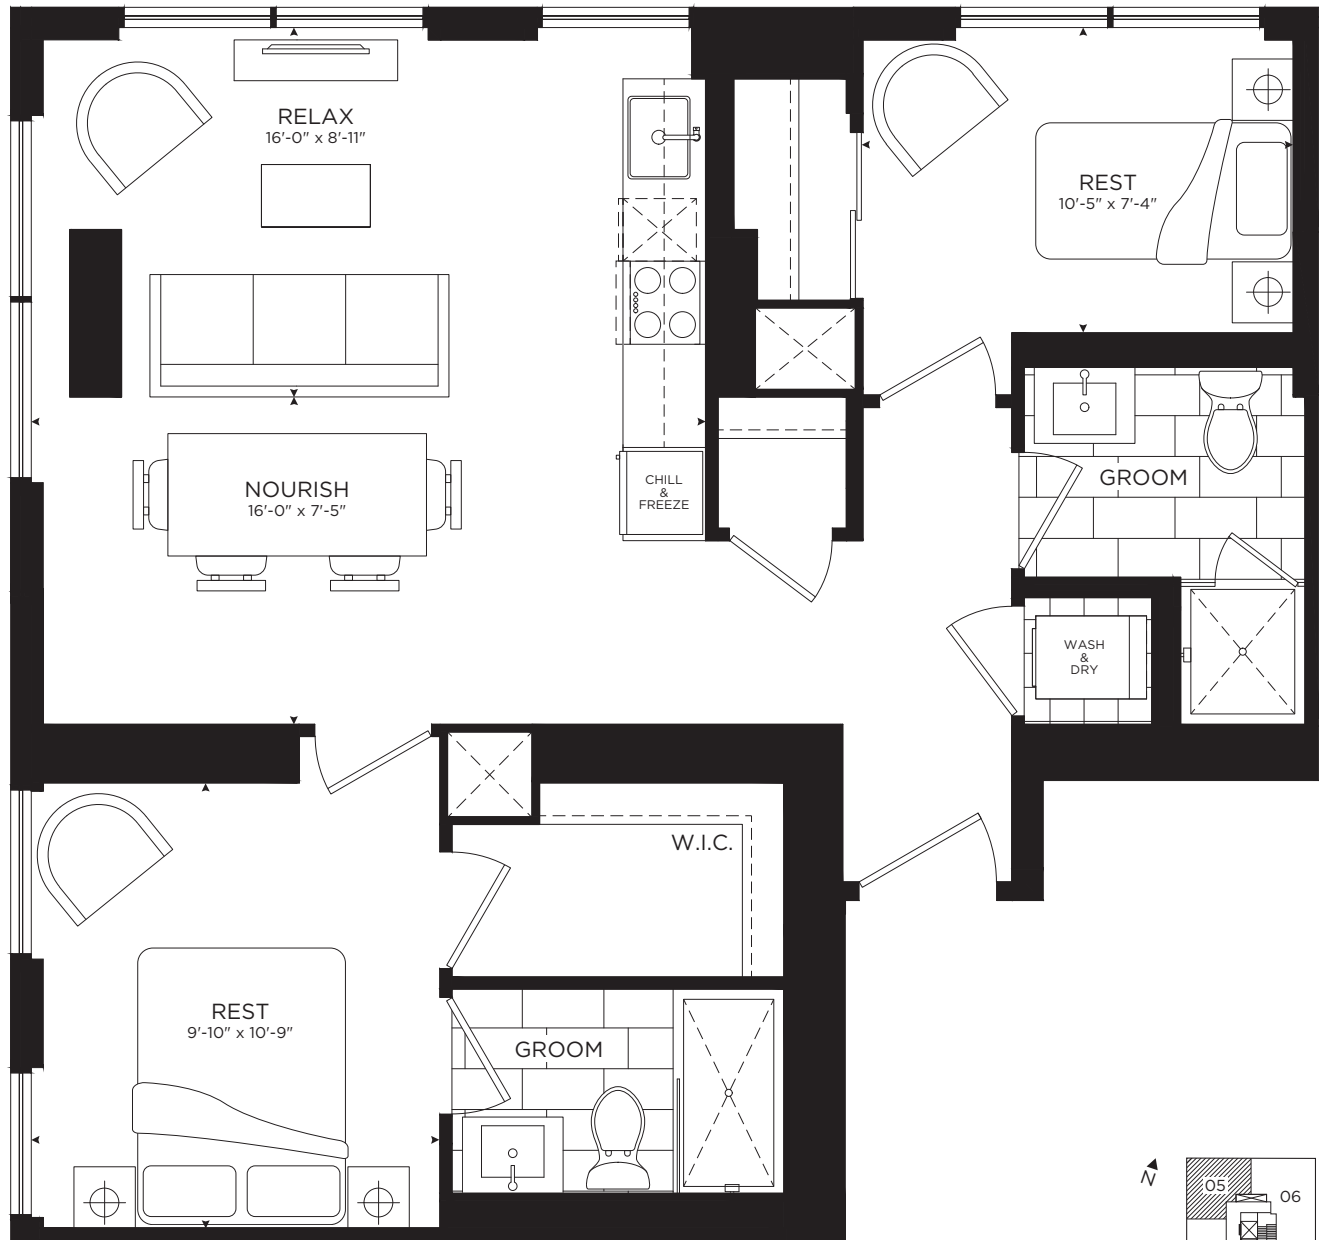 RELAX
16'-0" x 8'-11"
REST
10'-5" x 7'-4"
NOURISH
16'-0" x 7'-5"
CHILL
&
FREEZE
GROOM
WASH
&
DRY
W.I.C.
REST
9'-10" x 10'-9"
GROOM
N
05
06